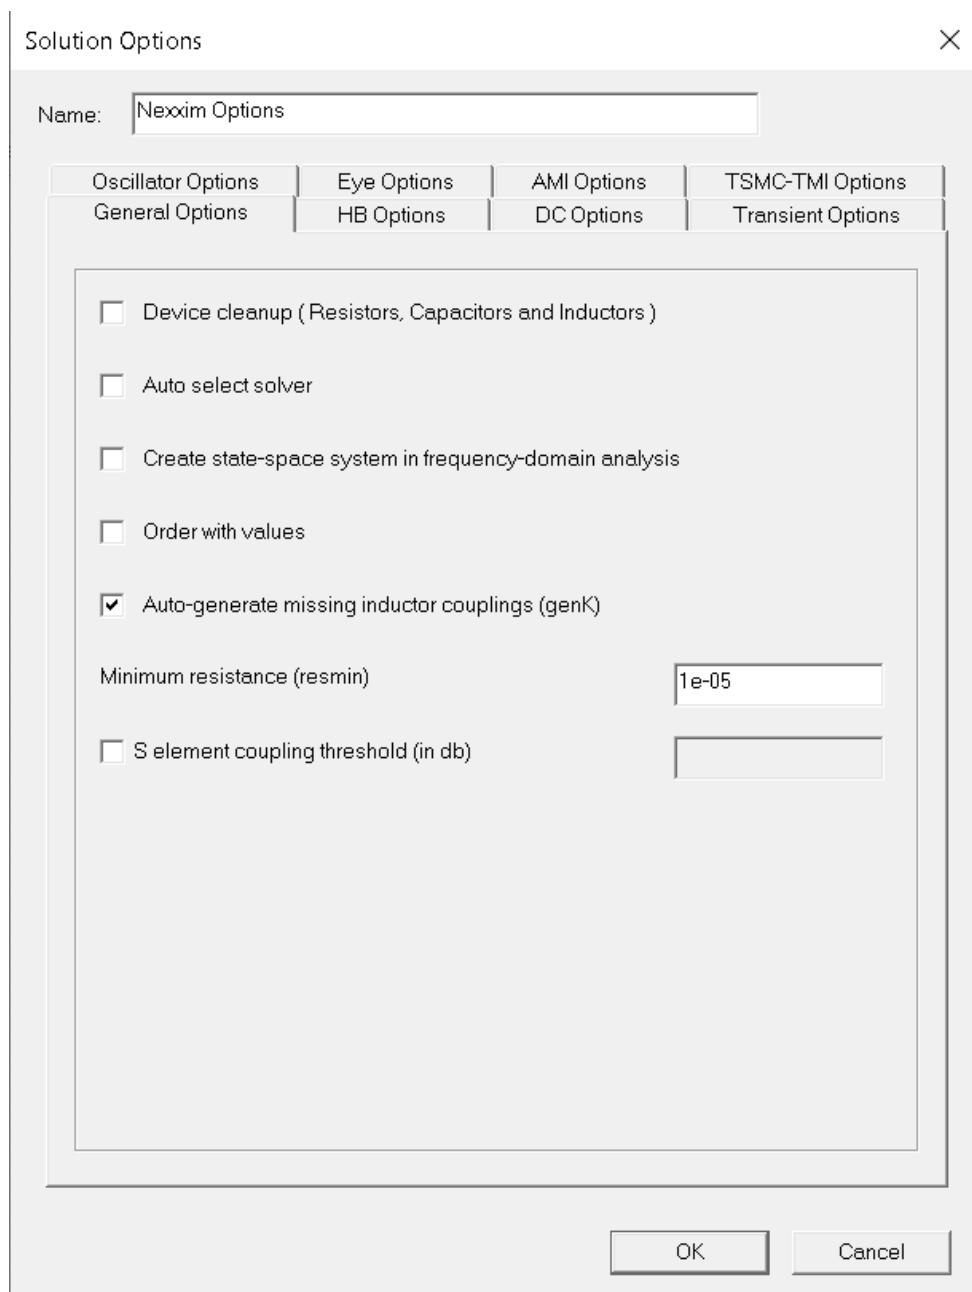 Solution Options
Name: Nexxim Options
Oscillator Options Eye Options AMI Options TSMC-TMI Options
General Options HB Options DC Options Transient Options
Device cleanup ( Resistors, Capacitors and Inductors )
Auto select solver
Create state-space system in frequency-domain analysis
Order with values
Auto-generate missing inductor couplings (genK)
Minimum resistance (resmin) 1e-05
S element coupling threshold (in db)
OK Cancel